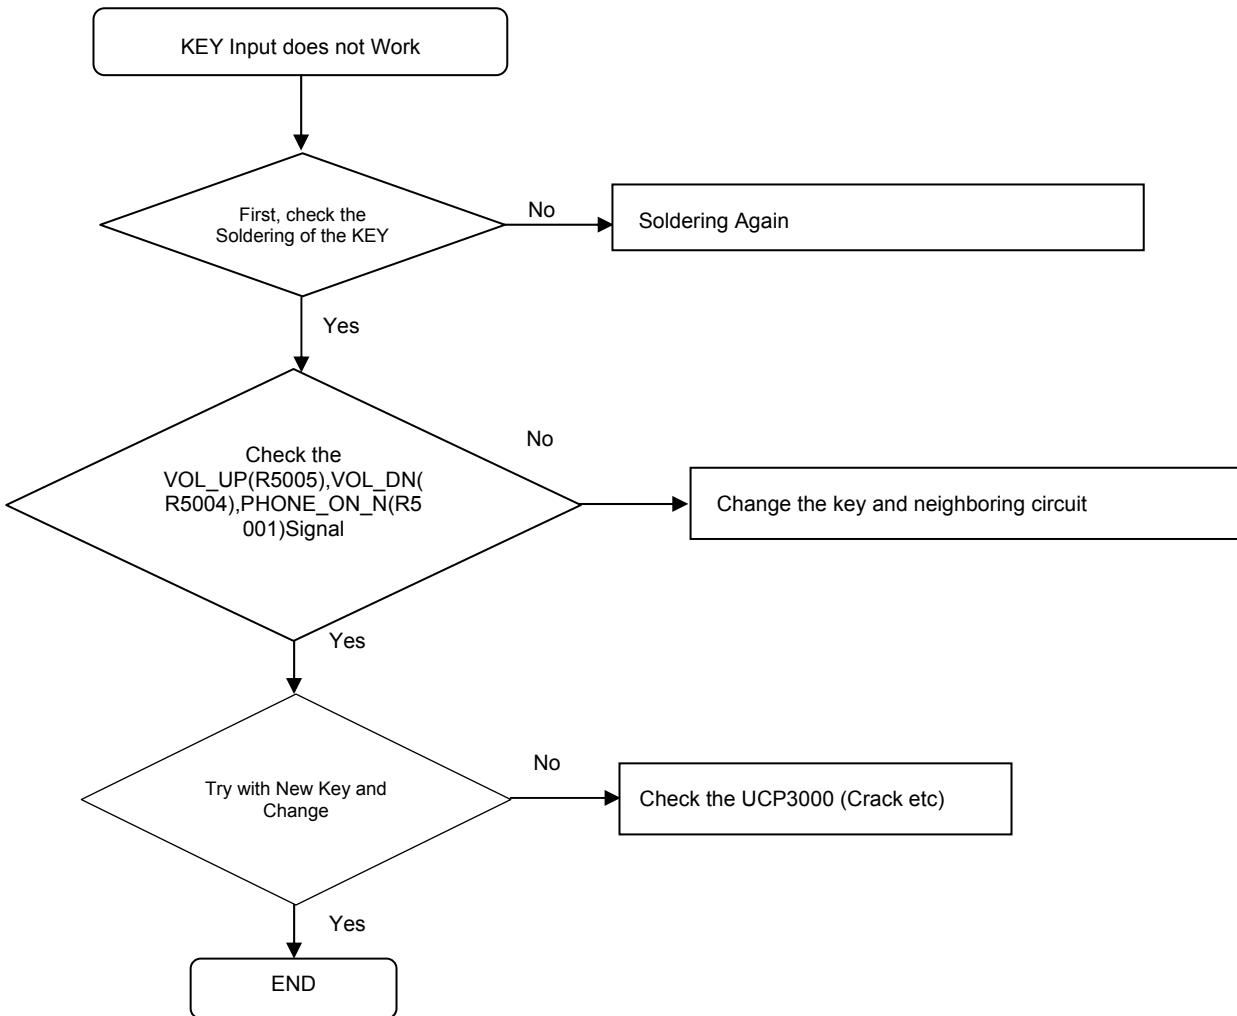 KEY Input does not Work
First, check the
Soldering of the KEY
No
Soldering Again
Yes
Check the
VOL_UP(R5005),VOL_DN(
R5004),PHONE_ON_N(R5
001)Signal
No
Change the key and neighboring circuit
Yes
Try with New Key and
Change
No
Check the UCP3000 (Crack etc)
Yes
END